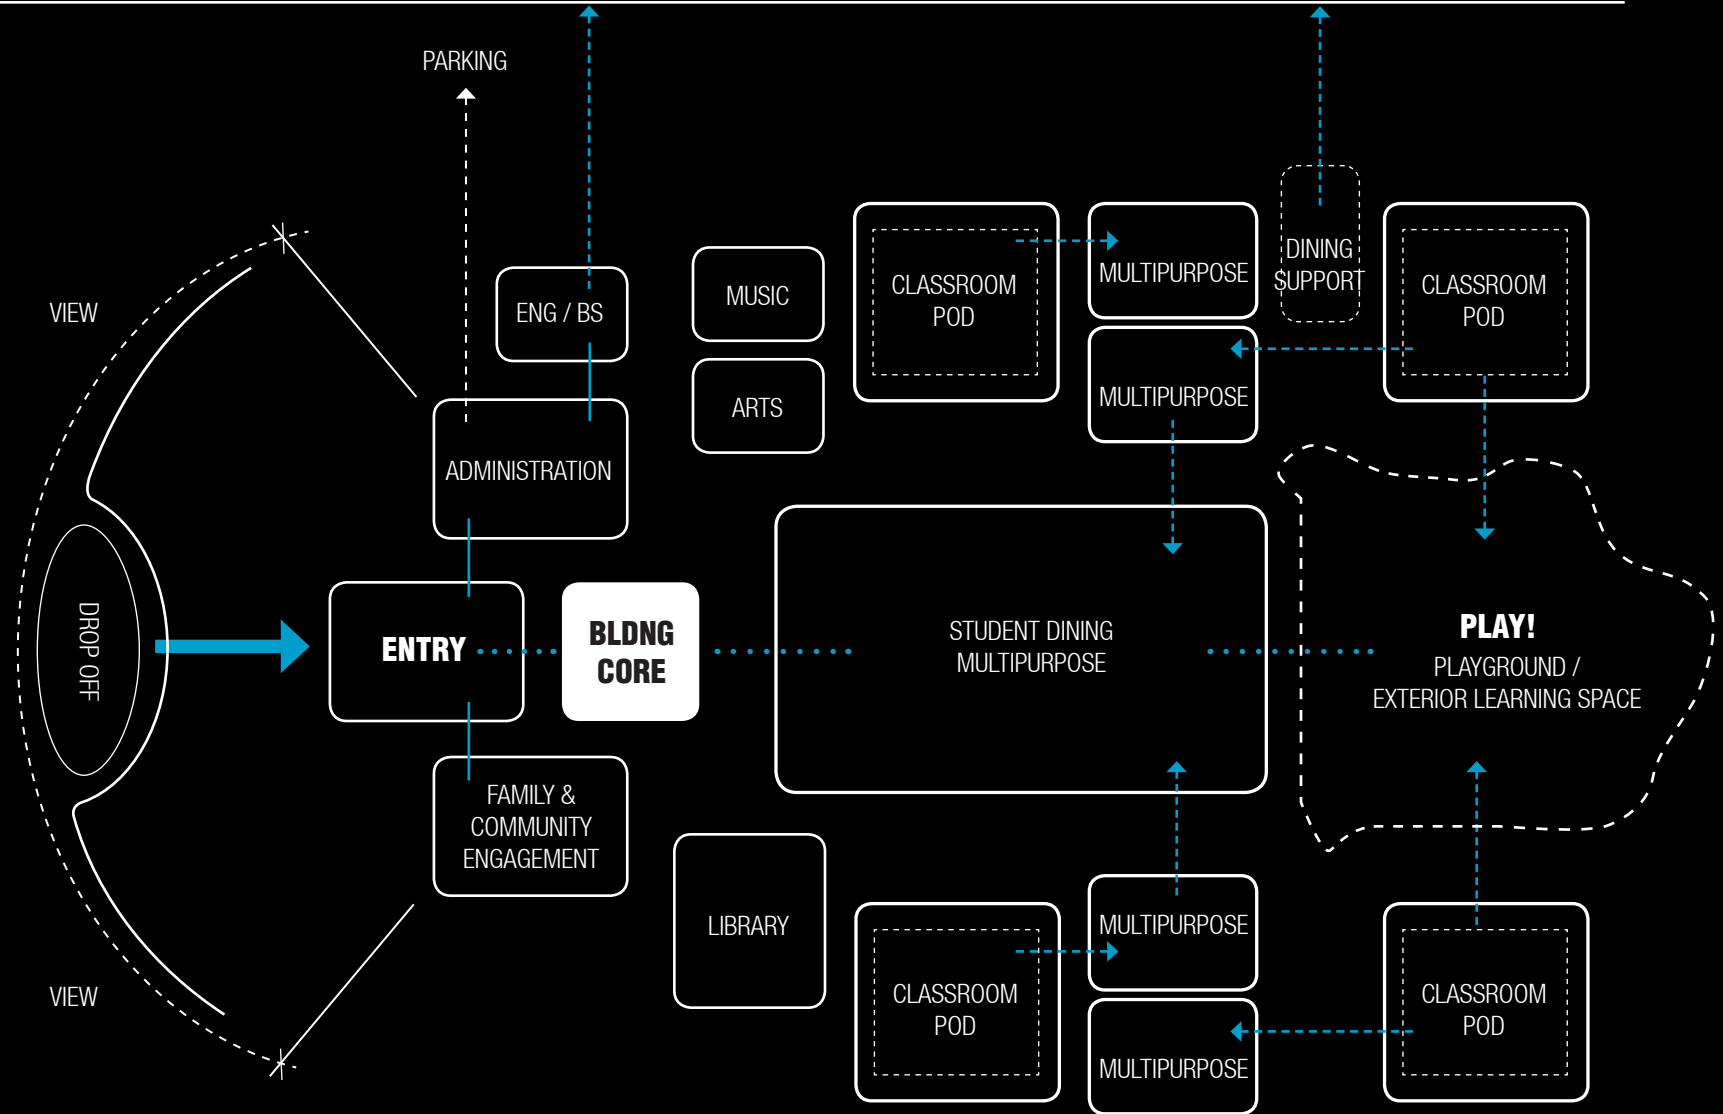 PARKING
VIEW
ENG / BS
MUSIC
ARTS
CLASSROOM
POD
MULTIPURPOSE
MULTIPURPOSE
DINING
SUPPORT
CLASSROOM
POD
ADMINISTRATION
DROP OFF
ENTRY
BLDNG
CORE
STUDENT DINING
MULTIPURPOSE
PLAY!
PLAYGROUND /
EXTERIOR LEARNING SPACE
FAMILY &
COMMUNITY
ENGAGEMENT
LIBRARY
VIEW
CLASSROOM
POD
MULTIPURPOSE
MULTIPURPOSE
CLASSROOM
POD